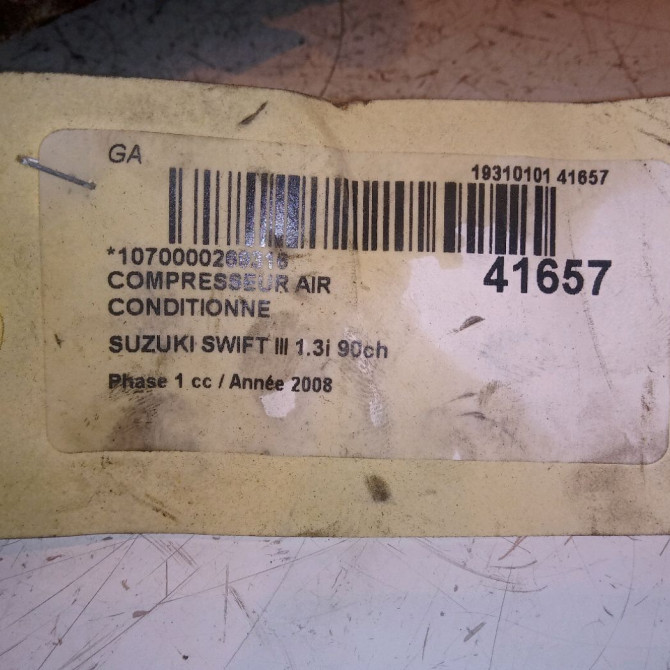 GA
19310101 41657
41657
COMPRESSEUR AIR
CONDITIONNE
SUZUKI SWIFT III 1.3i 90ch
Phase 1 cc / Année 2008